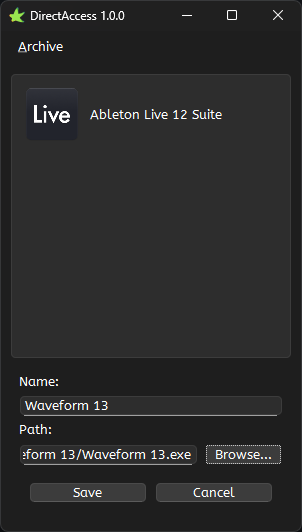 DirectAccess 1.0.0
Archive
Live
Ableton Live 12 Suite
Name:
Waveform 13
Path:
eform 13/Waveform 13.exe
Browse...
Save
Cancel